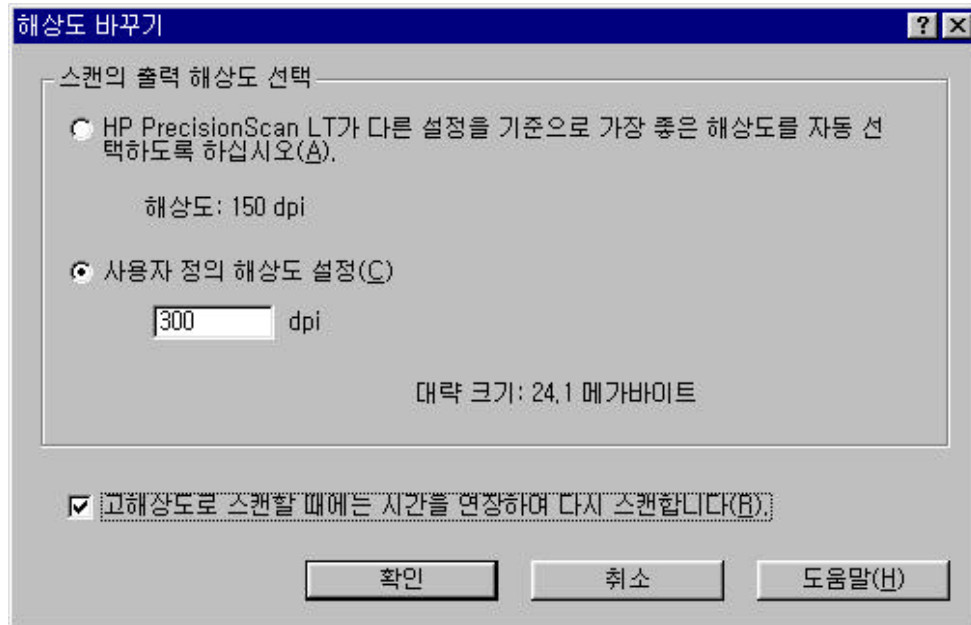 해상도 바꾸기
스캔의 출력 해상도 선택
HP PrecisionScan LT가 다른 설정을 기준으로 가장 좋은 해상도를 자동 선
택하도록 하십시오(A).
해상도: 150 dpi
사용자 정의 해상도 설정(C)
300 dpi
대략 크기: 24.1 메가바이트
고해상도로 스캔할 때에는 시간을 연장하여 다시 스캔합니다(R).
확인 취소 도움말(H)